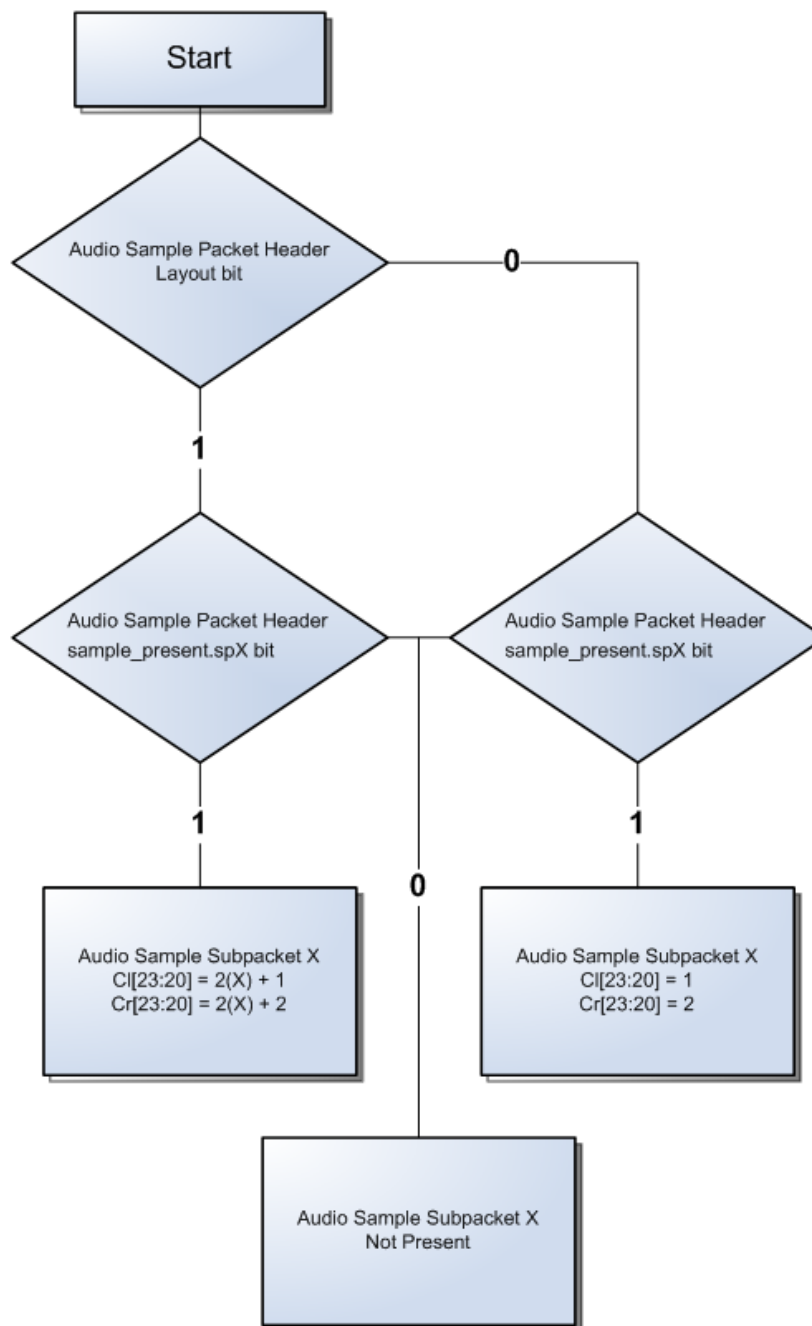 Start
Audio Sample Packet Header
Layout bit
0
1
Audio Sample Packet Header
sample_present.spX bit
Audio Sample Packet Header
sample_present.spX bit
1
1
0
Audio Sample Subpacket X
Cl[23:20] = 2(X) + 1
Cr[23:20] = 2(X) + 2
Audio Sample Subpacket X
Cl[23:20] = 1
Cr[23:20] = 2
Audio Sample Subpacket X
Not Present